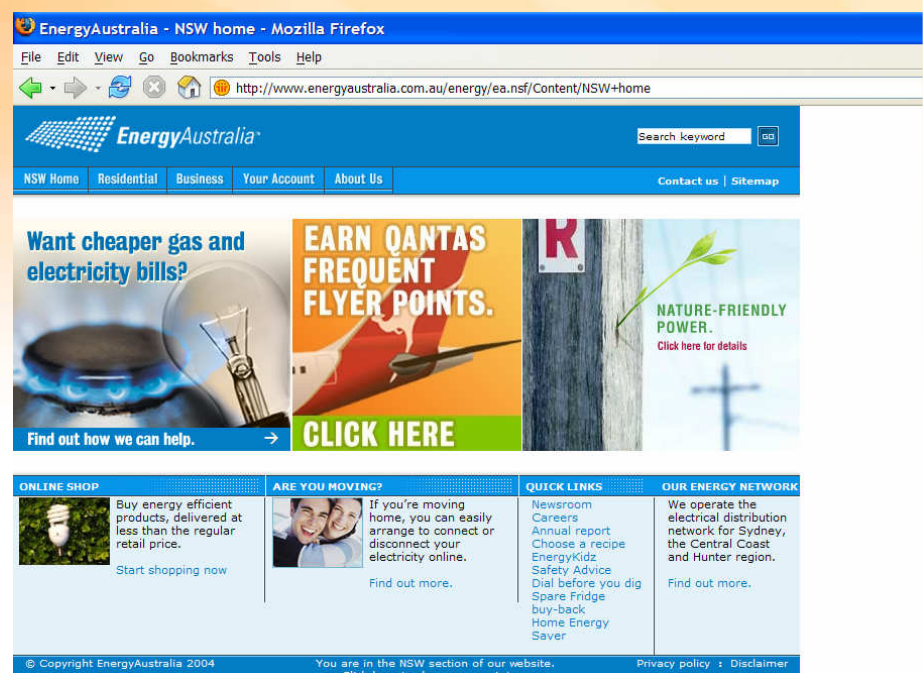 EnergyAustralia - NSW home - Mozilla Firefox
File Edit View Go Bookmarks Tools Help
http://www.energyaustralia.com.au/energy/ea.nsf/Content/NSW+home
EnergyAustralia
Search keyword GO
NSW Home Residential Business Your Account About Us
Contact us | Sitemap
Want cheaper gas and
electricity bills?
Find out how we can help. →
EARN QANTAS
FREQUENT
FLYER POINTS.
CLICK HERE
R
NATURE-FRIENDLY
POWER.
Click here for details
ONLINE SHOP
Buy energy efficient
products, delivered at
less than the regular
retail price.
Start shopping now
ARE YOU MOVING?
If you're moving
home, you can easily
arrange to connect or
disconnect your
electricity online.
Find out more.
QUICK LINKS
Newsroom
Careers
Annual report
Choose a recipe
EnergyKidz
Safety Advice
Dial before you dig
Spare Fridge
buy-back
Home Energy
Saver
OUR ENERGY NETWORK
We operate the
electrical distribution
network for Sydney,
the Central Coast
and Hunter region.
Find out more.
© Copyright EnergyAustralia 2004
You are in the NSW section of our website.
Privacy policy : Disclaimer